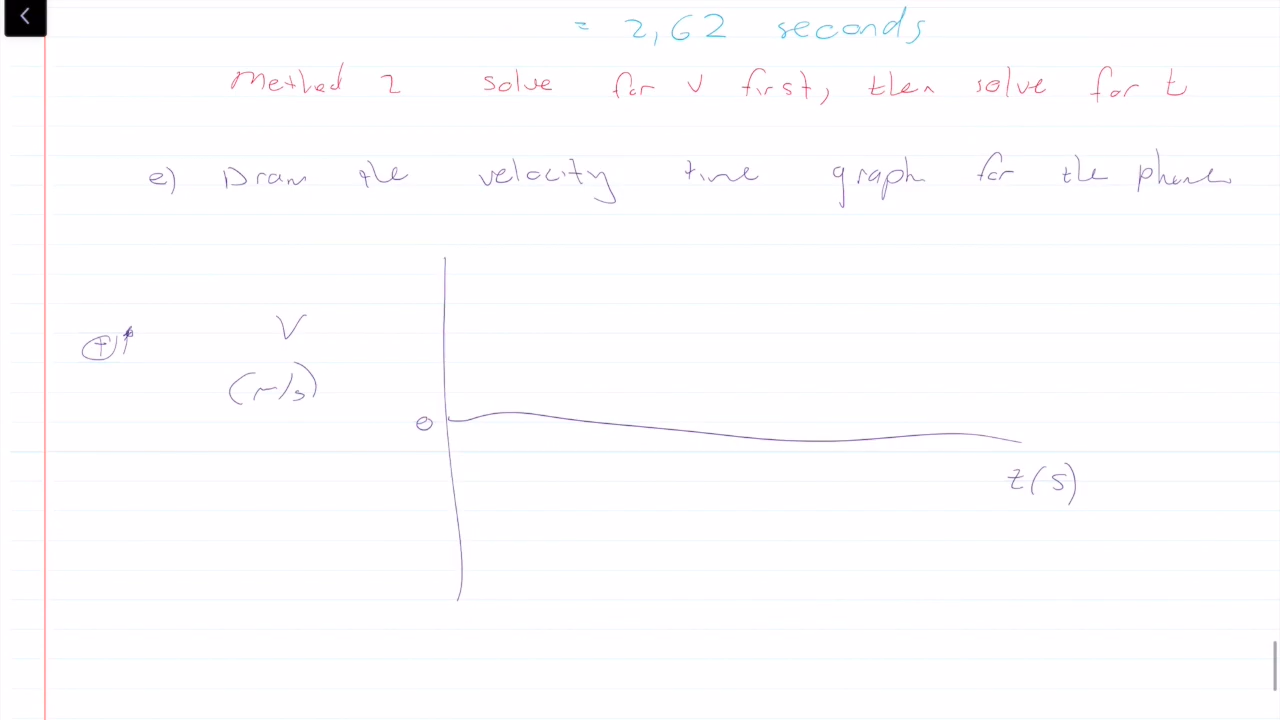 = 2,62 seconds
Method 2 solve for v first, then solve for t
e) Draw the velocity time graph for the phone
+↑
V
(m/s)
0
t(s)